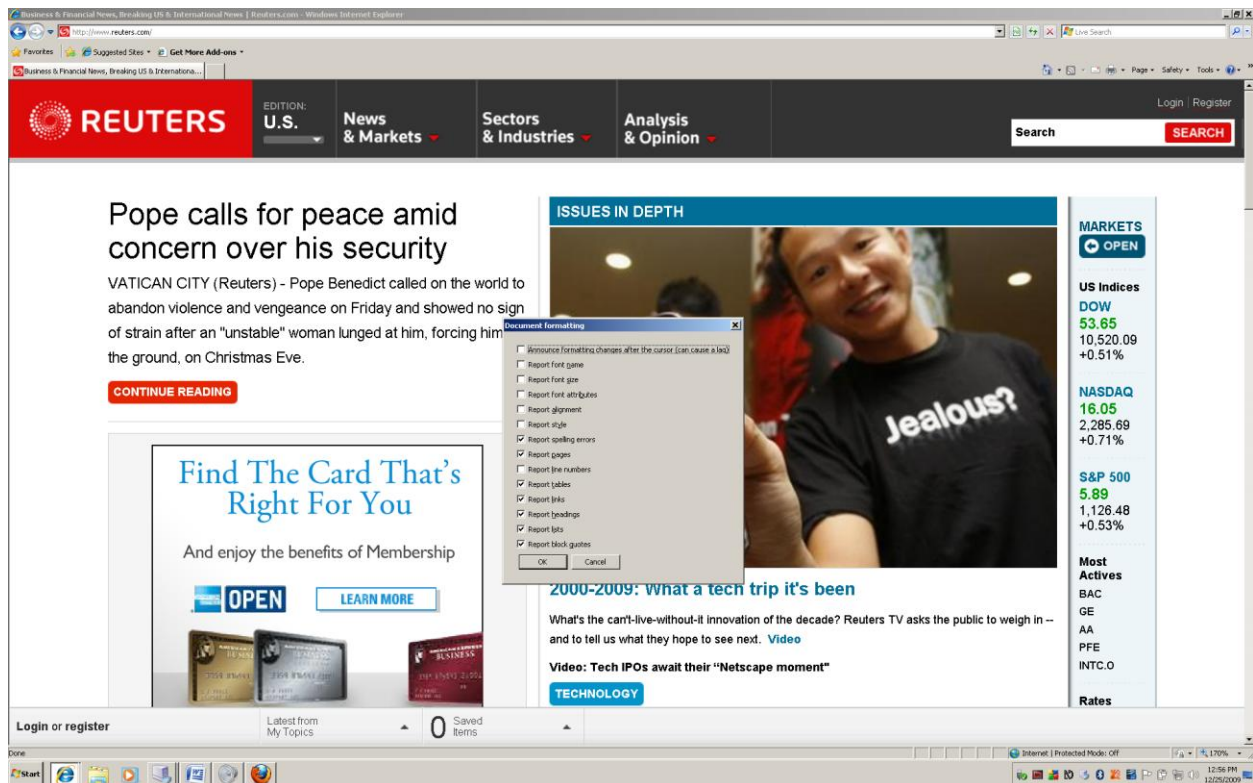 Business & Financial News, Breaking US & International News | Reuters.com - Windows Internet Explorer
http://www.reuters.com/
Live Search
Favorites Suggested Sites Get More Add-ons
Business & Financial News, Breaking US & Internationa...
Page Safety Tools
REUTERS
EDITION:
U.S.
News
& Markets
Sectors
& Industries
Analysis
& Opinion
Login | Register
Search SEARCH
Pope calls for peace amid
concern over his security
VATICAN CITY (Reuters) - Pope Benedict called on the world to
abandon violence and vengeance on Friday and showed no sign
of strain after an "unstable" woman lunged at him, forcing him
the ground, on Christmas Eve.
CONTINUE READING
Find The Card That's
Right For You
And enjoy the benefits of Membership
OPEN LEARN MORE
BUSINESS
ISSUES IN DEPTH
Jealous?
Document formatting
Announce formatting changes after the cursor (can cause a lag)
Report font name
Report font size
Report font attributes
Report alignment
Report style
Report spelling errors
Report pages
Report line numbers
Report tables
Report links
Report headings
Report lists
Report block quotes
OK Cancel
2000-2009: What a tech trip it's been
What's the can't-live-without-it innovation of the decade? Reuters TV asks the public to weigh in --
and to tell us what they hope to see next. Video
Video: Tech IPOs await their “Netscape moment"
TECHNOLOGY
MARKETS
OPEN
US Indices
DOW
53.65
10,520.09
+0.51%
NASDAQ
16.05
2,285.69
+0.71%
S&P 500
5.89
1,126.48
+0.53%
Most
Actives
BAC
GE
AA
PFE
INTC.O
Rates
Login or register
Latest from
My Topics
0 Saved
Items
Done
Internet | Protected Mode: Off 170%
Start
12:56 PM